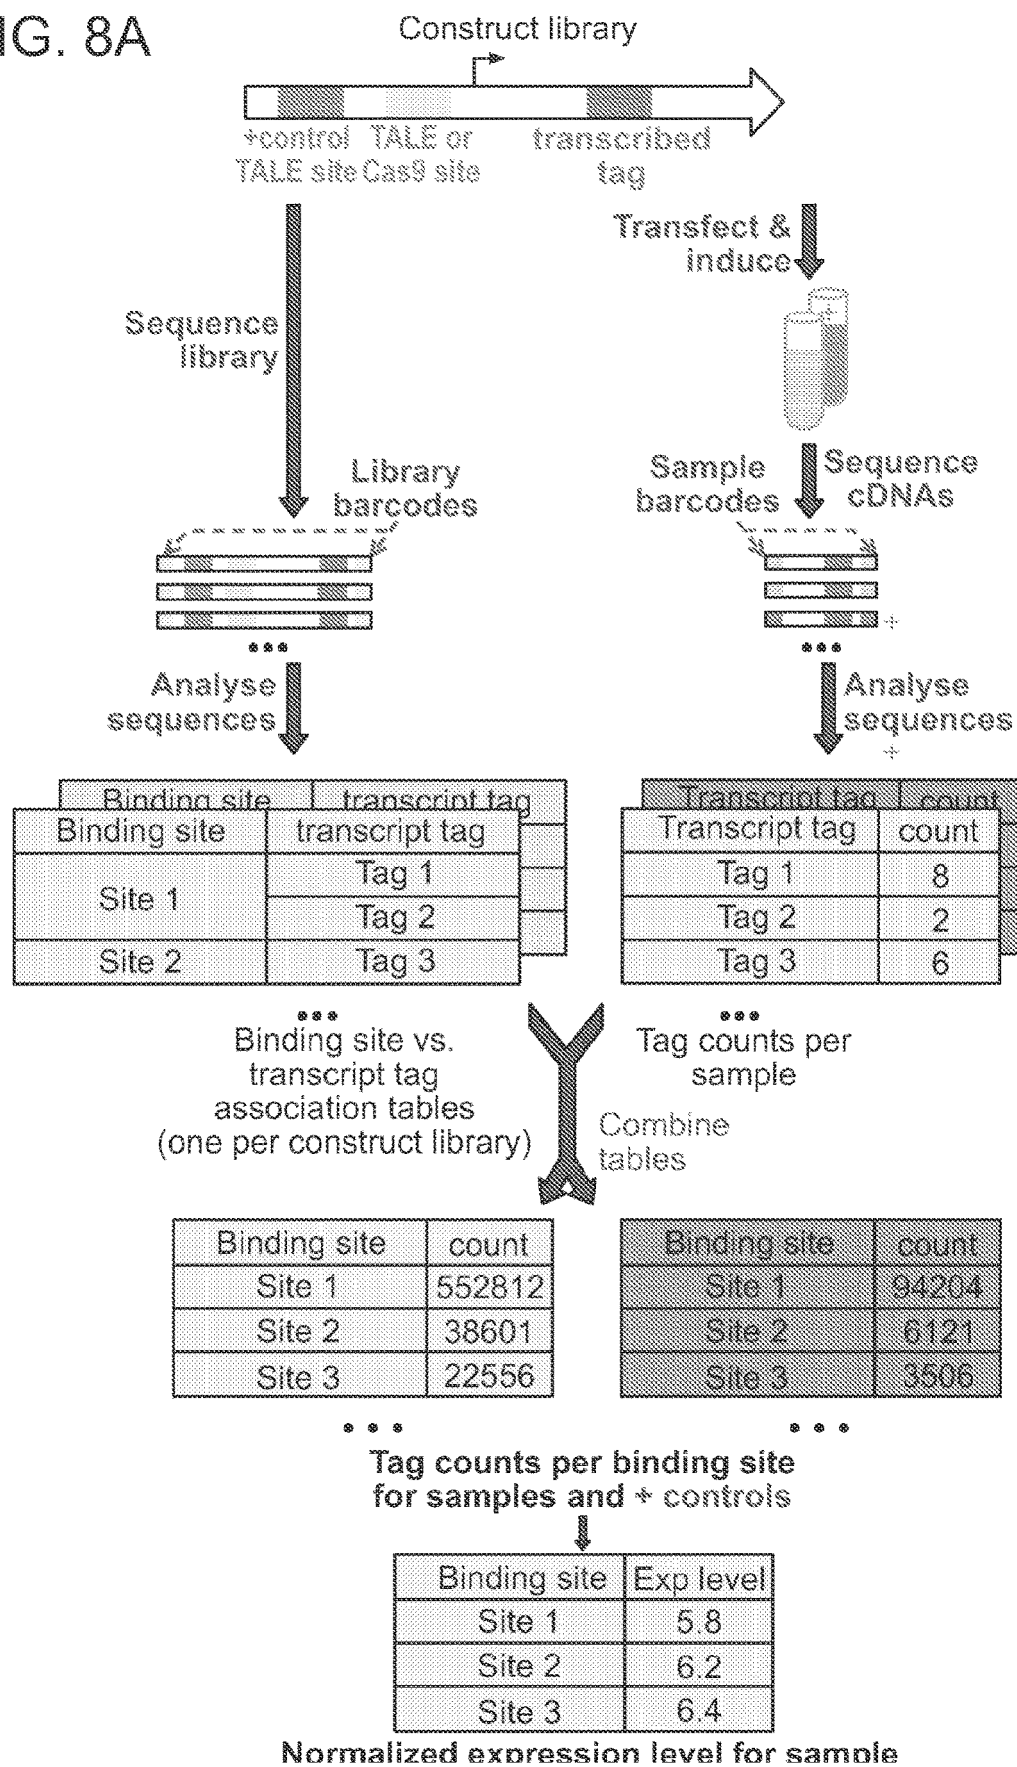 IG. 8A
Construct library
+control TALE or transcribed
TALE site Cas9 site tag
Transfect &
induce
Sequence
library
Library
barcodes
Sample
barcodes
Sequence
cDNAs
+
...
...
Analyse
sequences
Analyse
sequences
+
Binding site transcript tag
Binding site transcript tag
Site 1 Tag 1
Tag 2
Site 2 Tag 3
Transcript tag count
Transcript tag count
Tag 1 8
Tag 2 2
Tag 3 6
...
Binding site vs.
transcript tag
association tables
(one per construct library)
...
Tag counts per
sample
Combine
tables
Binding site count
Site 1 552812
Site 2 38601
Site 3 22556
Binding site count
Site 1 94204
Site 2 6121
Site 3 3506
...
...
Tag counts per binding site
for samples and + controls
Binding site Exp level
Site 1 5.8
Site 2 6.2
Site 3 6.4
Normalized expression level for sample